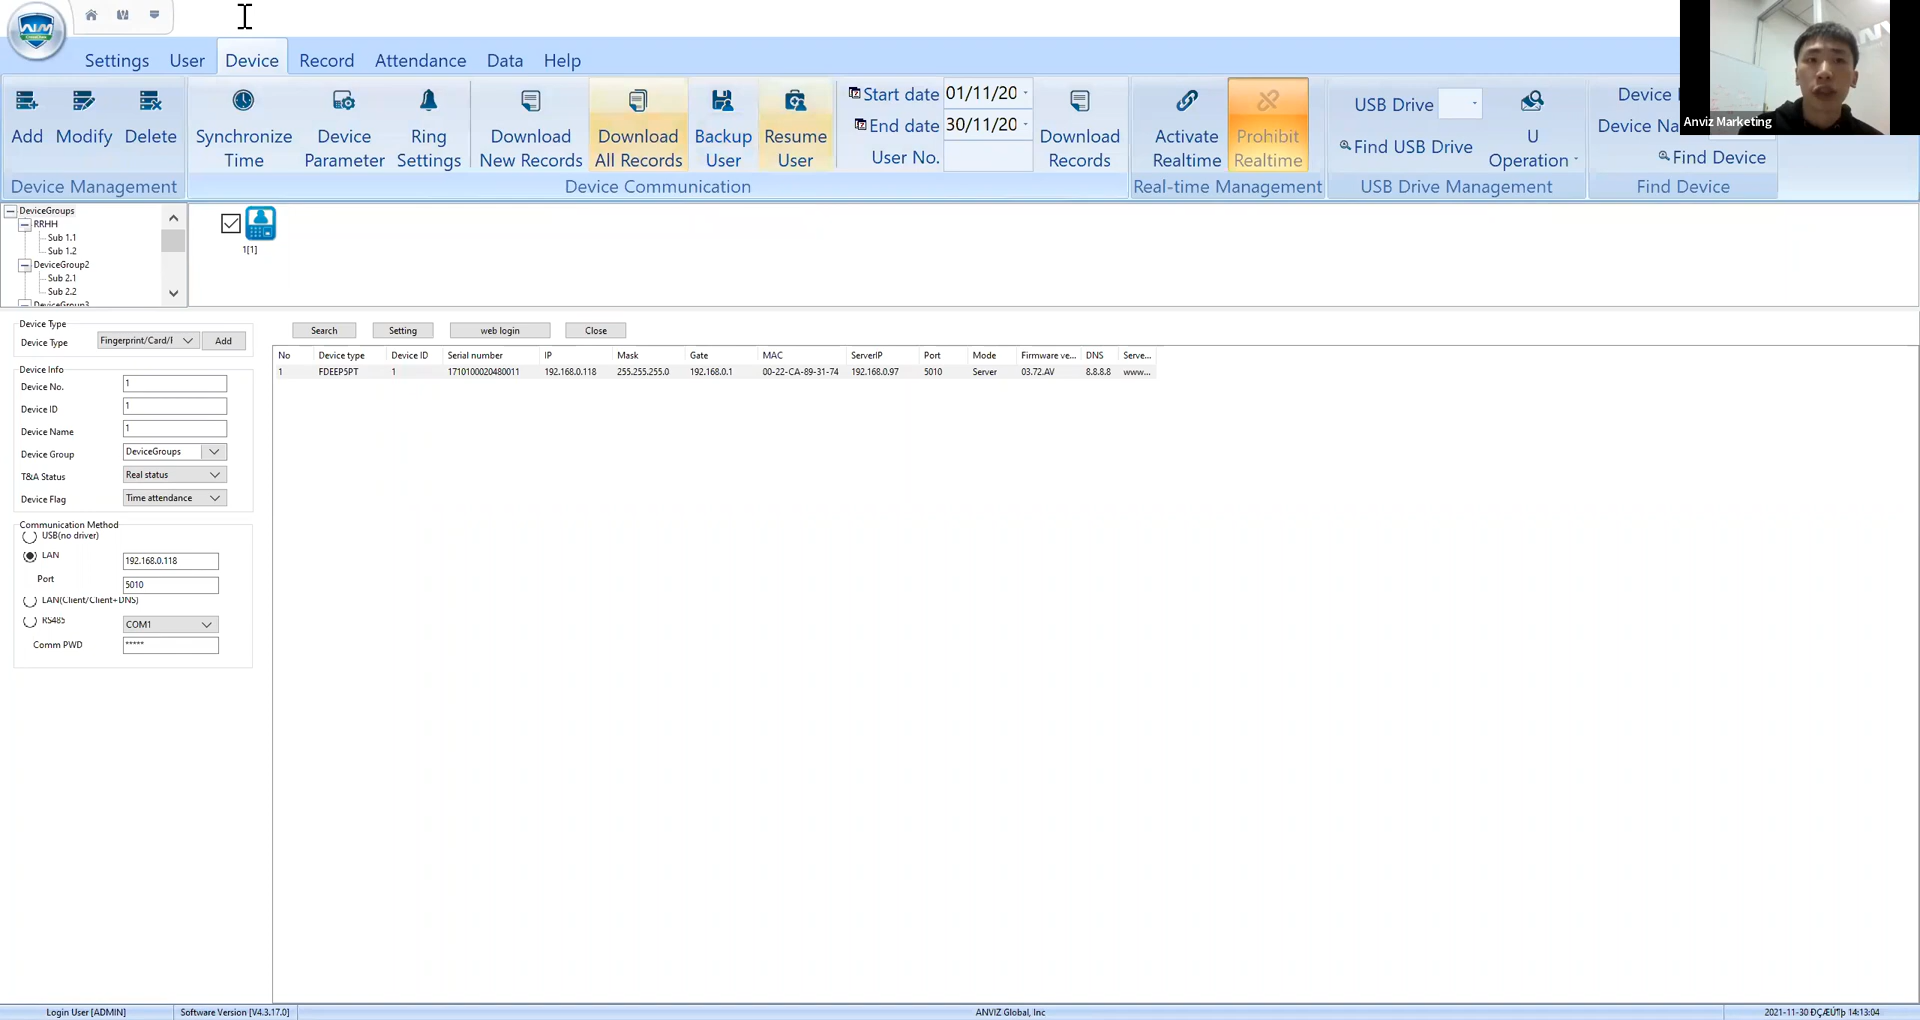 Settings User Device Record Attendance Data Help
Add Modify Delete
Device Management
Synchronize Time
Device Parameter
Ring Settings
Download New Records
Download All Records
Backup User
Resume User
Start date 01/11/20
End date 30/11/20
User No.
Download Records
Device Communication
Activate Realtime
Prohibit Realtime
Real-time Management
USB Drive
Find USB Drive
U Operation
USB Drive Management
Device
Device Na
Find Device
Find Device
Anviz Marketing
DeviceGroups
RRHH
Sub 1.1
Sub 1.2
DeviceGroup2
Sub 2.1
Sub 2.2
DeviceGroup3
1[1]
Device Type
Device Type Fingerprint/Card/F Add
Device Info
Device No. 1
Device ID 1
Device Name 1
Device Group DeviceGroups
T&A Status Real status
Device Flag Time attendance
Communication Method
USB(no driver)
LAN 192.168.0.118
Port 5010
LAN(Client/Client+DNS)
RS485 COM1
Comm PWD *****
Search Setting web login Close
No Device type Device ID Serial number IP Mask Gate MAC ServerIP Port Mode Firmware ve... DNS Serve...
1 FDEEP5PT 1 1710100020480011 192.168.0.118 255.255.255.0 192.168.0.1 00-22-CA-89-31-74 192.168.0.97 5010 Server 03.72.AV 8.8.8.8 www...
Login User [ADMIN] Software Version [V4.3.17.0] ANVIZ Global, Inc 2021-11-30 14:13:04